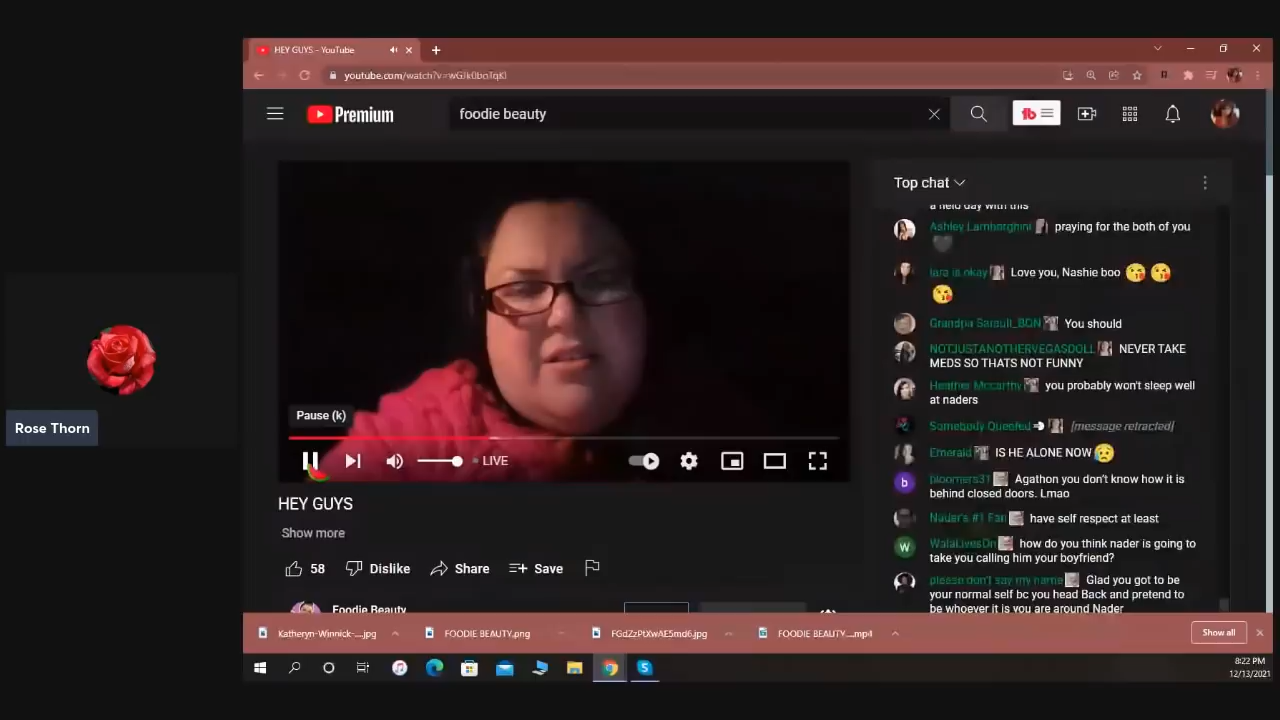 HEY GUYS - YouTube
youtube.com/watch?v=
Premium
foodie beauty
Top chat
a field day with this
Ashley Lamborghini praying for the both of you
lara is okay Love you, Nashie boo
Grandpa Sarault_BGN You should
NOTJUSTANOTHERVEGASDOLL NEVER TAKE
MEDS SO THATS NOT FUNNY
Heather Mccarthy you probably won't sleep well
at naders
Somebody Queefed [message retracted]
Emerald IS HE ALONE NOW
bloomers31 Agathon you don't know how it is
behind closed doors. Lmao
Nader's #1 Fan have self respect at least
W
WalaLivesOn how do you think nader is going to
take you calling him your boyfriend?
please don't say my name Glad you got to be
your normal self bc you head Back and pretend to
be whoever it is you are around Nader
Rose Thorn
Pause (k)
LIVE
HEY GUYS
Show more
58 Dislike Share Save
Foodie Beauty
Katheryn-Winnick-....jpg FOODIE BEAUTY.png FGdZzPtXwAE5md6.jpg FOODIE BEAUTY....mp4 Show all
8:22 PM
12/13/2021